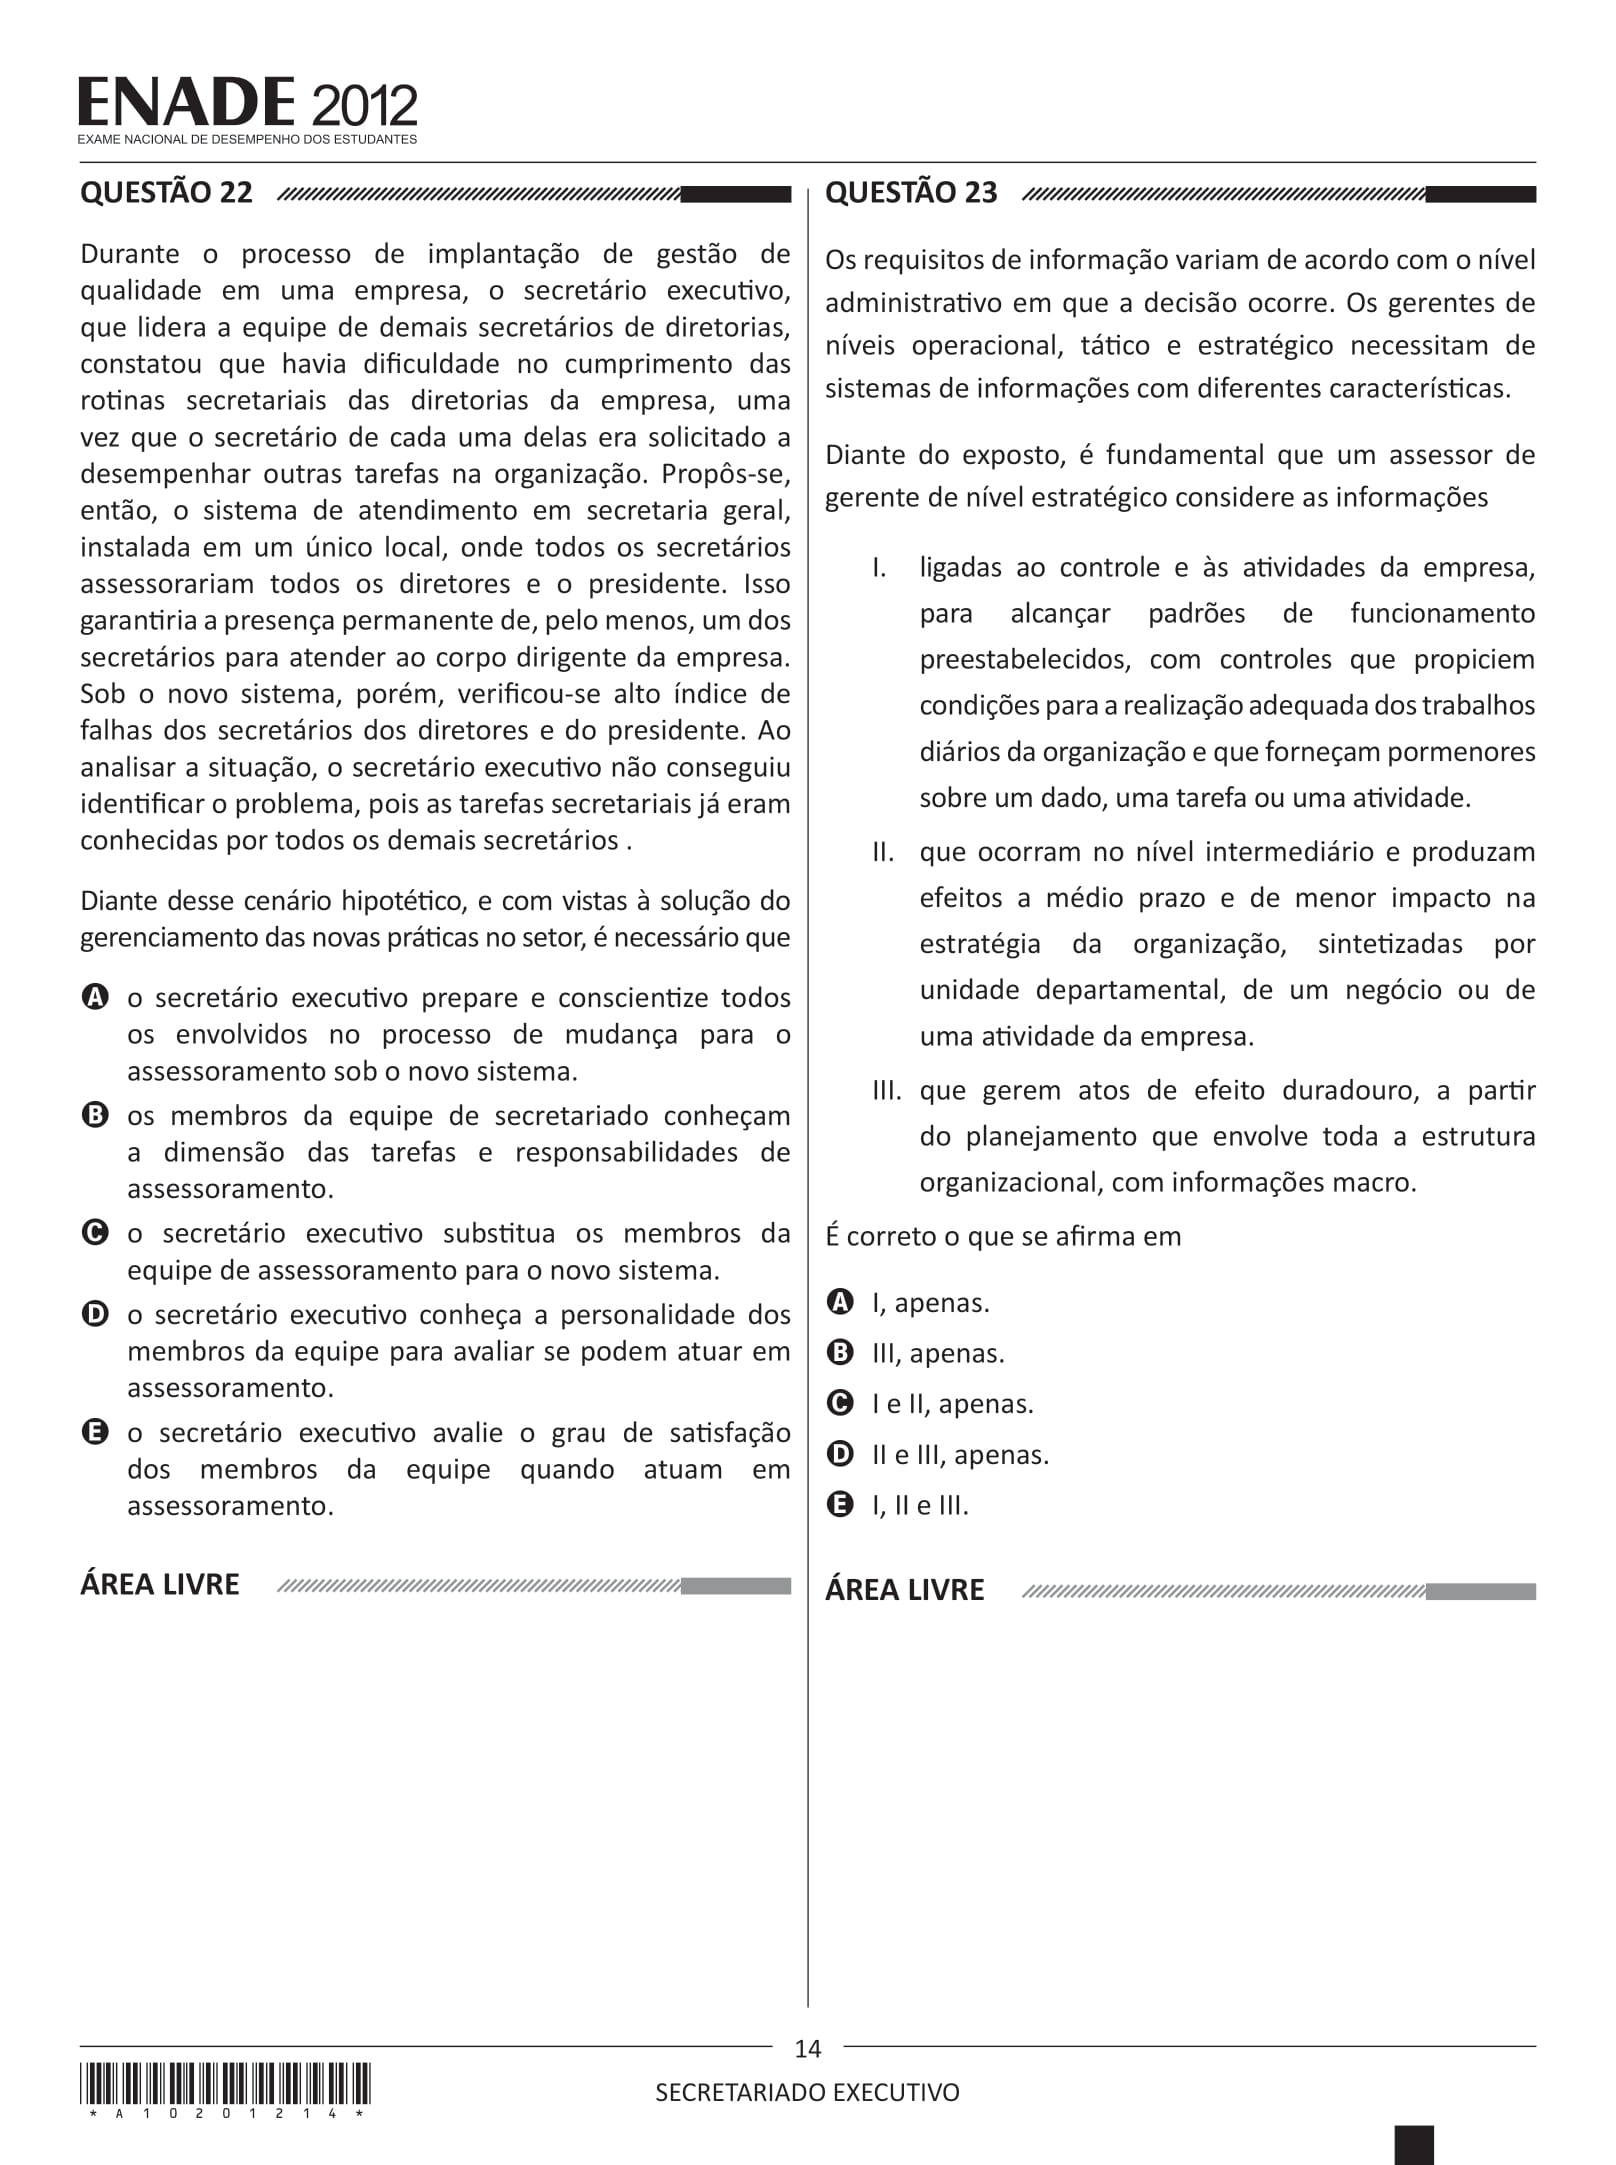 ENADE 2012
EXAME NACIONAL DE DESEMPENHO DOS ESTUDANTES
QUESTÃO 22
Durante o processo de implantação de gestão de
qualidade em uma empresa, o secretário executivo,
que lidera a equipe de demais secretários de diretorias,
constatou que havia dificuldade no cumprimento das
rotinas secretariais das diretorias da empresa, uma
vez que o secretário de cada uma delas era solicitado a
desempenhar outras tarefas na organização. Propôs-se,
então, o sistema de atendimento em secretaria geral,
instalada em um único local, onde todos os secretários
assessorariam todos os diretores e o presidente. Isso
garantiria a presença permanente de, pelo menos, um dos
secretários para atender ao corpo dirigente da empresa.
Sob o novo sistema, porém, verificou-se alto índice de
falhas dos secretários dos diretores e do presidente. Ao
analisar a situação, o secretário executivo não conseguiu
identificar o problema, pois as tarefas secretariais já eram
conhecidas por todos os demais secretários .
Diante desse cenário hipotético, e com vistas à solução do
gerenciamento das novas práticas no setor, é necessário que
A o secretário executivo prepare e conscientize todos
os envolvidos no processo de mudança para o
assessoramento sob o novo sistema.
B os membros da equipe de secretariado conheçam
a dimensão das tarefas e responsabilidades de
assessoramento.
C o secretário executivo substitua os membros da
equipe de assessoramento para o novo sistema.
D o secretário executivo conheça a personalidade dos
membros da equipe para avaliar se podem atuar em
assessoramento.
E o secretário executivo avalie o grau de satisfação
dos membros da equipe quando atuam em
assessoramento.
ÁREA LIVRE
QUESTÃO 23
Os requisitos de informação variam de acordo com o nível
administrativo em que a decisão ocorre. Os gerentes de
níveis operacional, tático e estratégico necessitam de
sistemas de informações com diferentes características.
Diante do exposto, é fundamental que um assessor de
gerente de nível estratégico considere as informações
I. ligadas ao controle e às atividades da empresa,
para alcançar padrões de funcionamento
preestabelecidos, com controles que propiciem
condições para a realização adequada dos trabalhos
diários da organização e que forneçam pormenores
sobre um dado, uma tarefa ou uma atividade.
II. que ocorram no nível intermediário e produzam
efeitos a médio prazo e de menor impacto na
estratégia da organização, sintetizadas por
unidade departamental, de um negócio ou de
uma atividade da empresa.
III. que gerem atos de efeito duradouro, a partir
do planejamento que envolve toda a estrutura
organizacional, com informações macro.
É correto o que se afirma em
A I, apenas.
B III, apenas.
C I e II, apenas.
D II e III, apenas.
E I, II e III.
ÁREA LIVRE
14
SECRETARIADO EXECUTIVO
* A 1 0 2 0 1 2 1 4 *